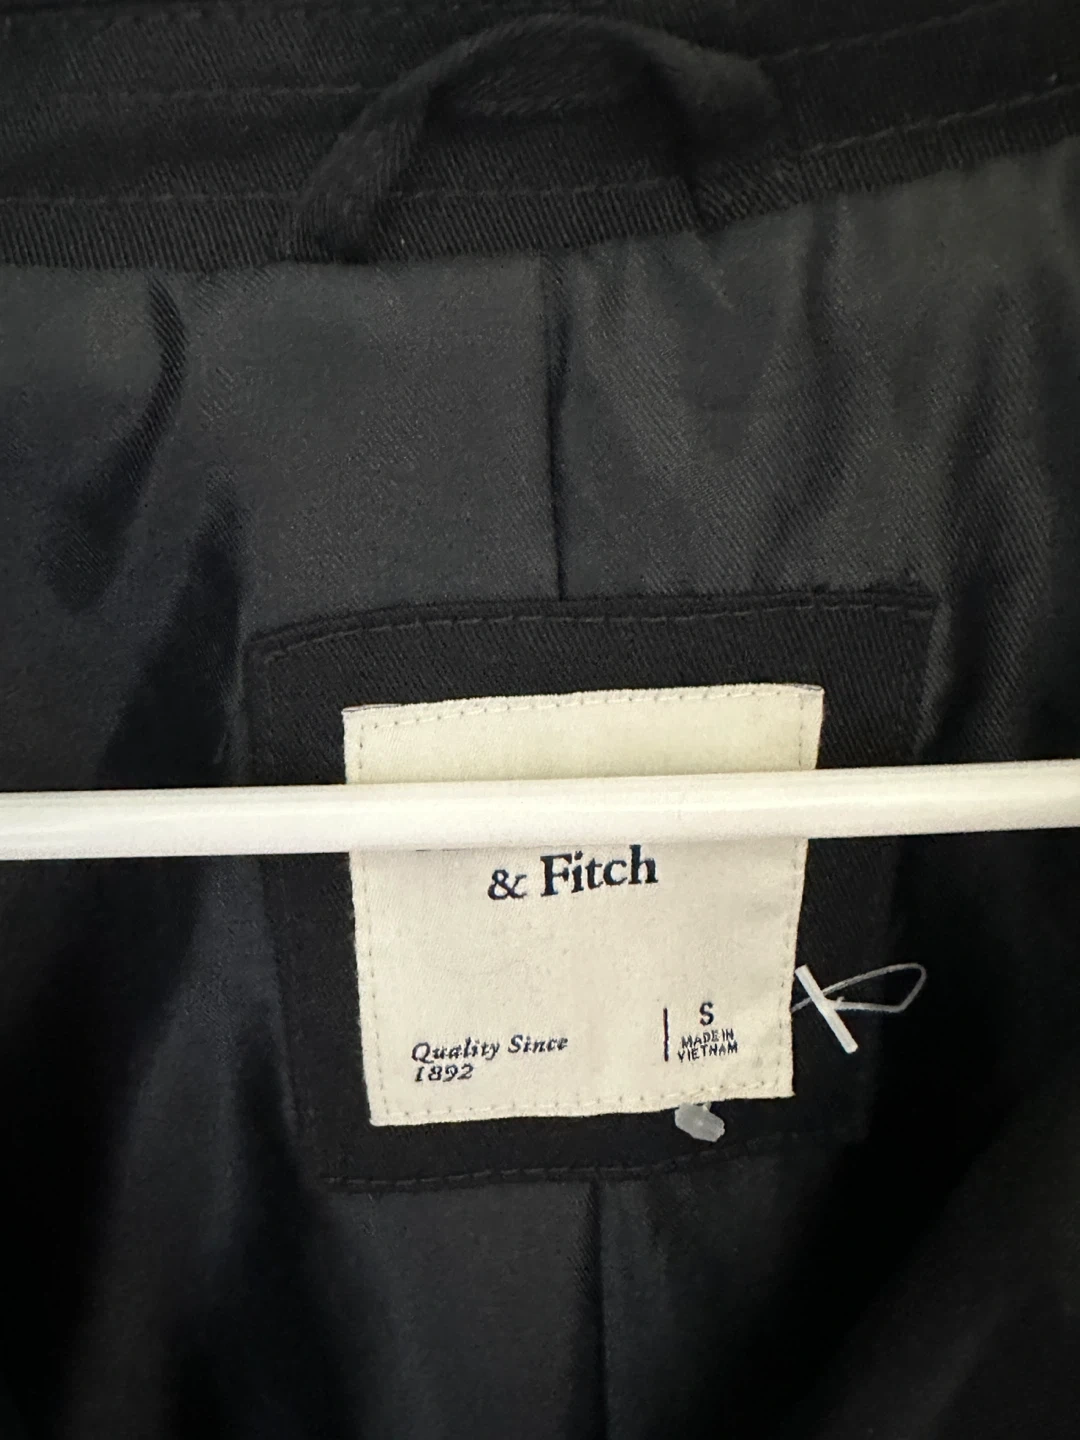 & Fitch
S
MADE IN
VIETNAM
Quality Since
1892